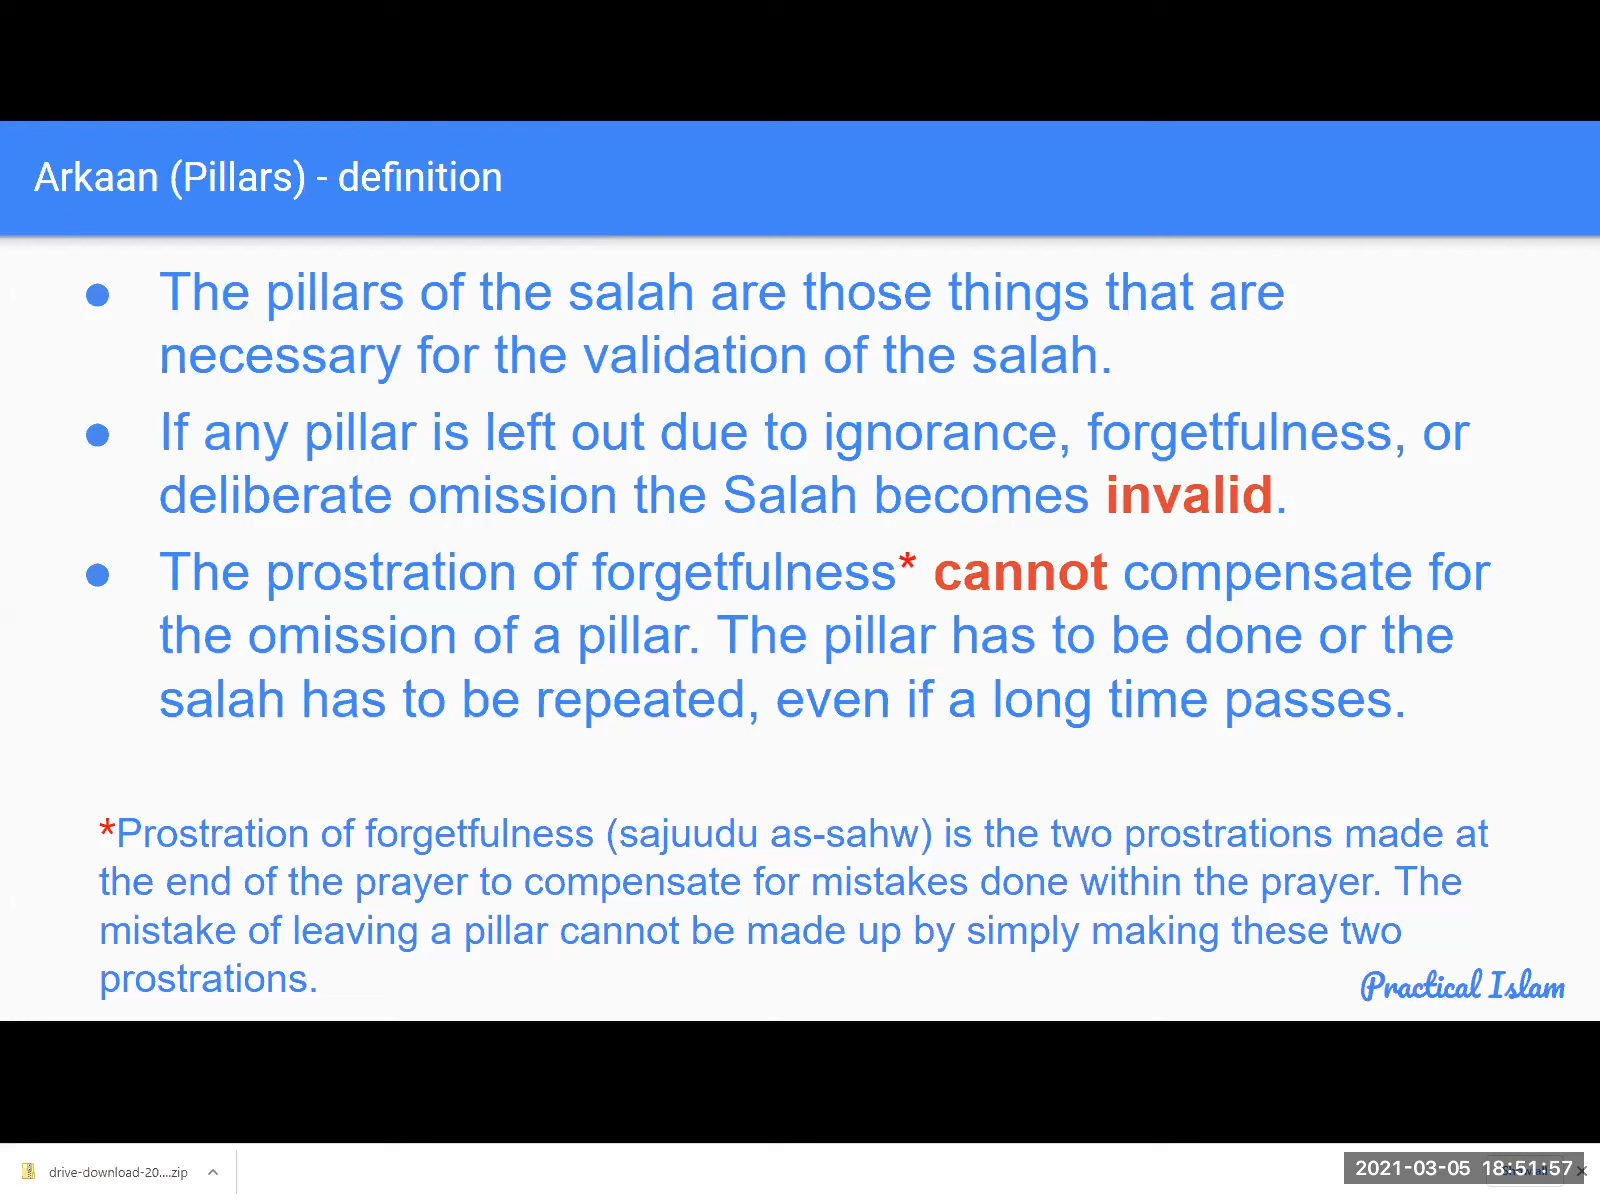 Arkaan (Pillars) - definition
● The pillars of the salah are those things that are
necessary for the validation of the salah.
● If any pillar is left out due to ignorance, forgetfulness, or
deliberate omission the Salah becomes invalid.
● The prostration of forgetfulness* cannot compensate for
the omission of a pillar. The pillar has to be done or the
salah has to be repeated, even if a long time passes.
*Prostration of forgetfulness (sajuudu as-sahw) is the two prostrations made at
the end of the prayer to compensate for mistakes done within the prayer. The
mistake of leaving a pillar cannot be made up by simply making these two
prostrations.
Practical Islam
drive-download-20....zip
2021-03-05 18:51:57